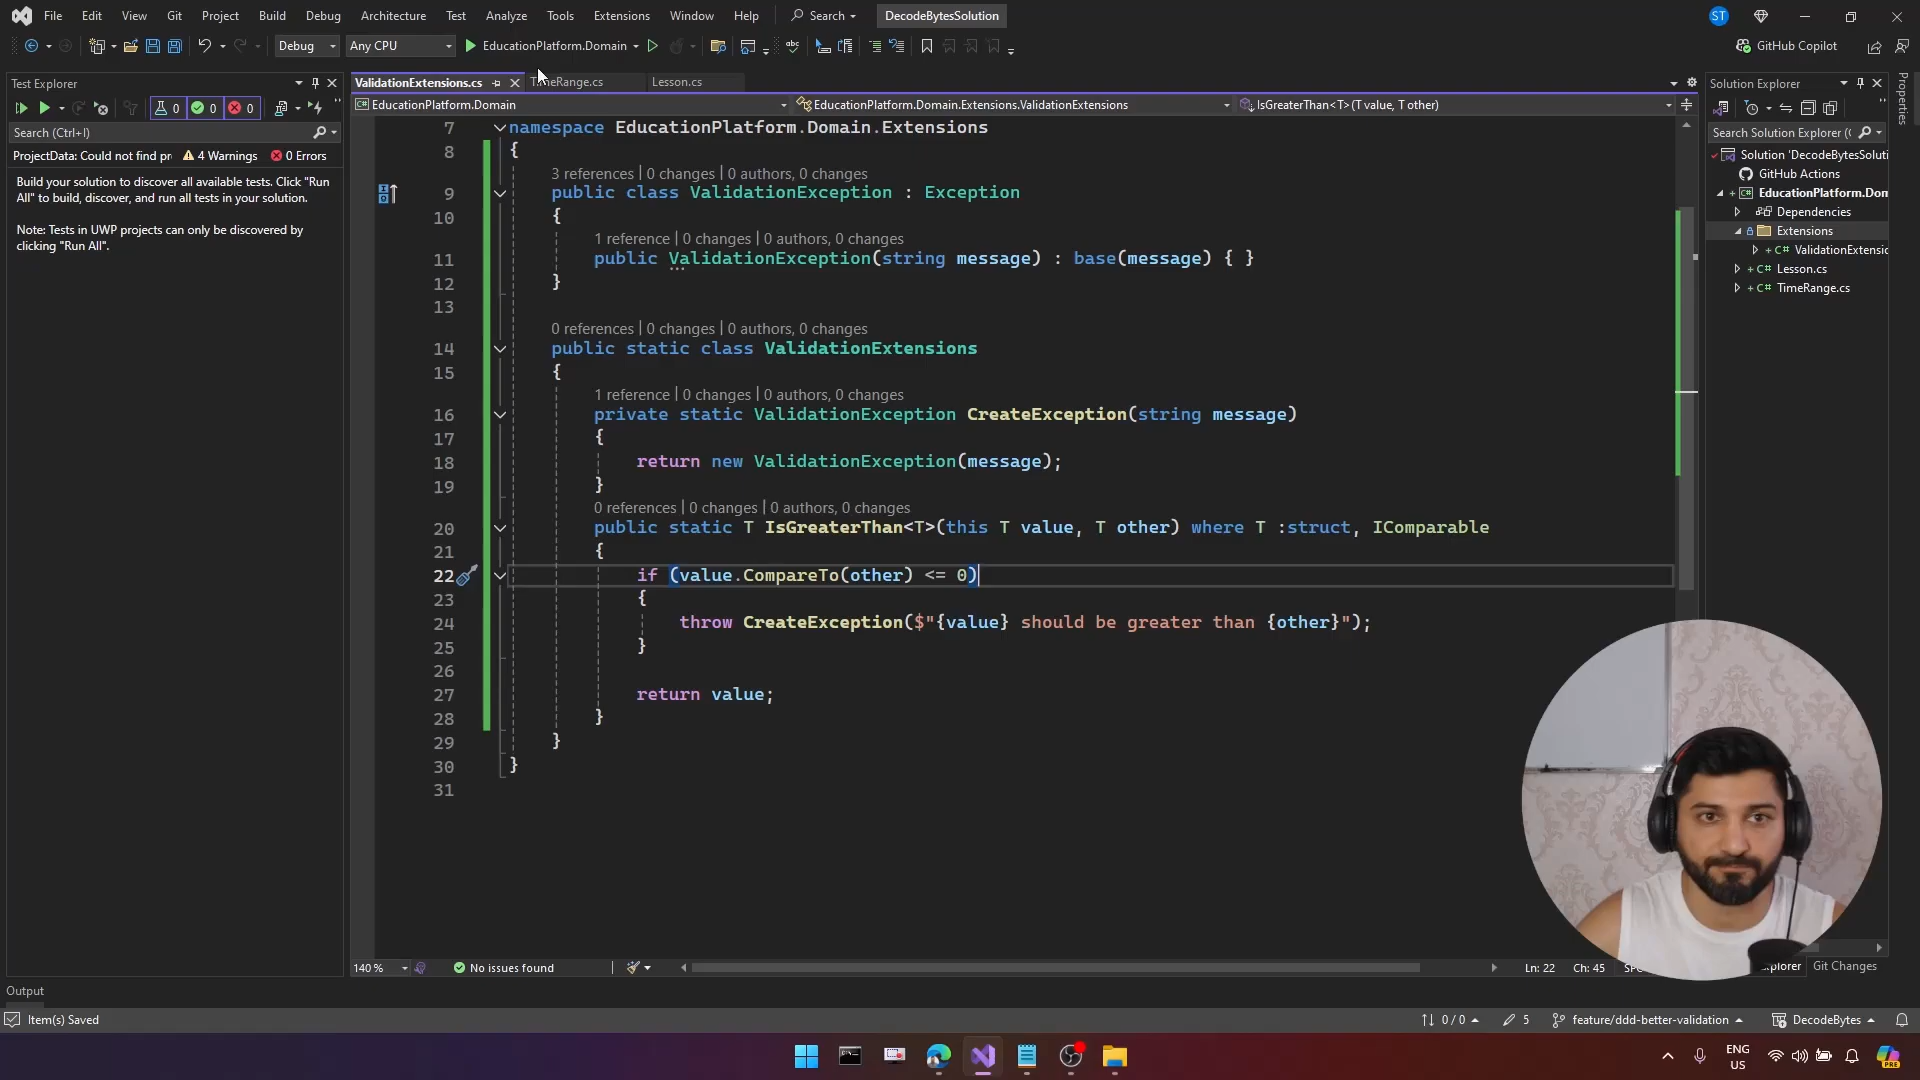 File Edit View Git Project Build Debug Architecture Test Analyze Tools Extensions Window Help Search DecodeBytesSolution ST
Debug Any CPU EducationPlatform.Domain GitHub Copilot
Test Explorer
0 0 0
Search (Ctrl+I)
ProjectData: Could not find pr 4 Warnings 0 Errors
Build your solution to discover all available tests. Click "Run
All" to build, discover, and run all tests in your solution.
Note: Tests in UWP projects can only be discovered by
clicking "Run All".
ValidationExtensions.cs TimeRange.cs Lesson.cs
EducationPlatform.Domain EducationPlatform.Domain.Extensions.ValidationExtensions IsGreaterThan<T>(T value, T other)
7 namespace EducationPlatform.Domain.Extensions
8 {
3 references | 0 changes | 0 authors, 0 changes
9 public class ValidationException : Exception
10 {
1 reference | 0 changes | 0 authors, 0 changes
11 public ValidationException(string message) : base(message) { }
12 }
13
0 references | 0 changes | 0 authors, 0 changes
14 public static class ValidationExtensions
15 {
1 reference | 0 changes | 0 authors, 0 changes
16 private static ValidationException CreateException(string message)
17 {
18 return new ValidationException(message);
19 }
0 references | 0 changes | 0 authors, 0 changes
20 public static T IsGreaterThan<T>(this T value, T other) where T :struct, IComparable
21 {
22 if (value.CompareTo(other) <= 0)
23 {
24 throw CreateException($"{value} should be greater than {other}");
25 }
26
27 return value;
28 }
29 }
30 }
31
140 % No issues found Ln: 22 Ch: 45
Solution Explorer
Search Solution Explorer (
Solution 'DecodeBytesSoluti
GitHub Actions
EducationPlatform.Dom
Dependencies
Extensions
C# ValidationExtensio
C# Lesson.cs
C# TimeRange.cs
Git Changes
Properties
Output
Item(s) Saved 0 / 0 5 feature/ddd-better-validation DecodeBytes
ENG
US
PRE